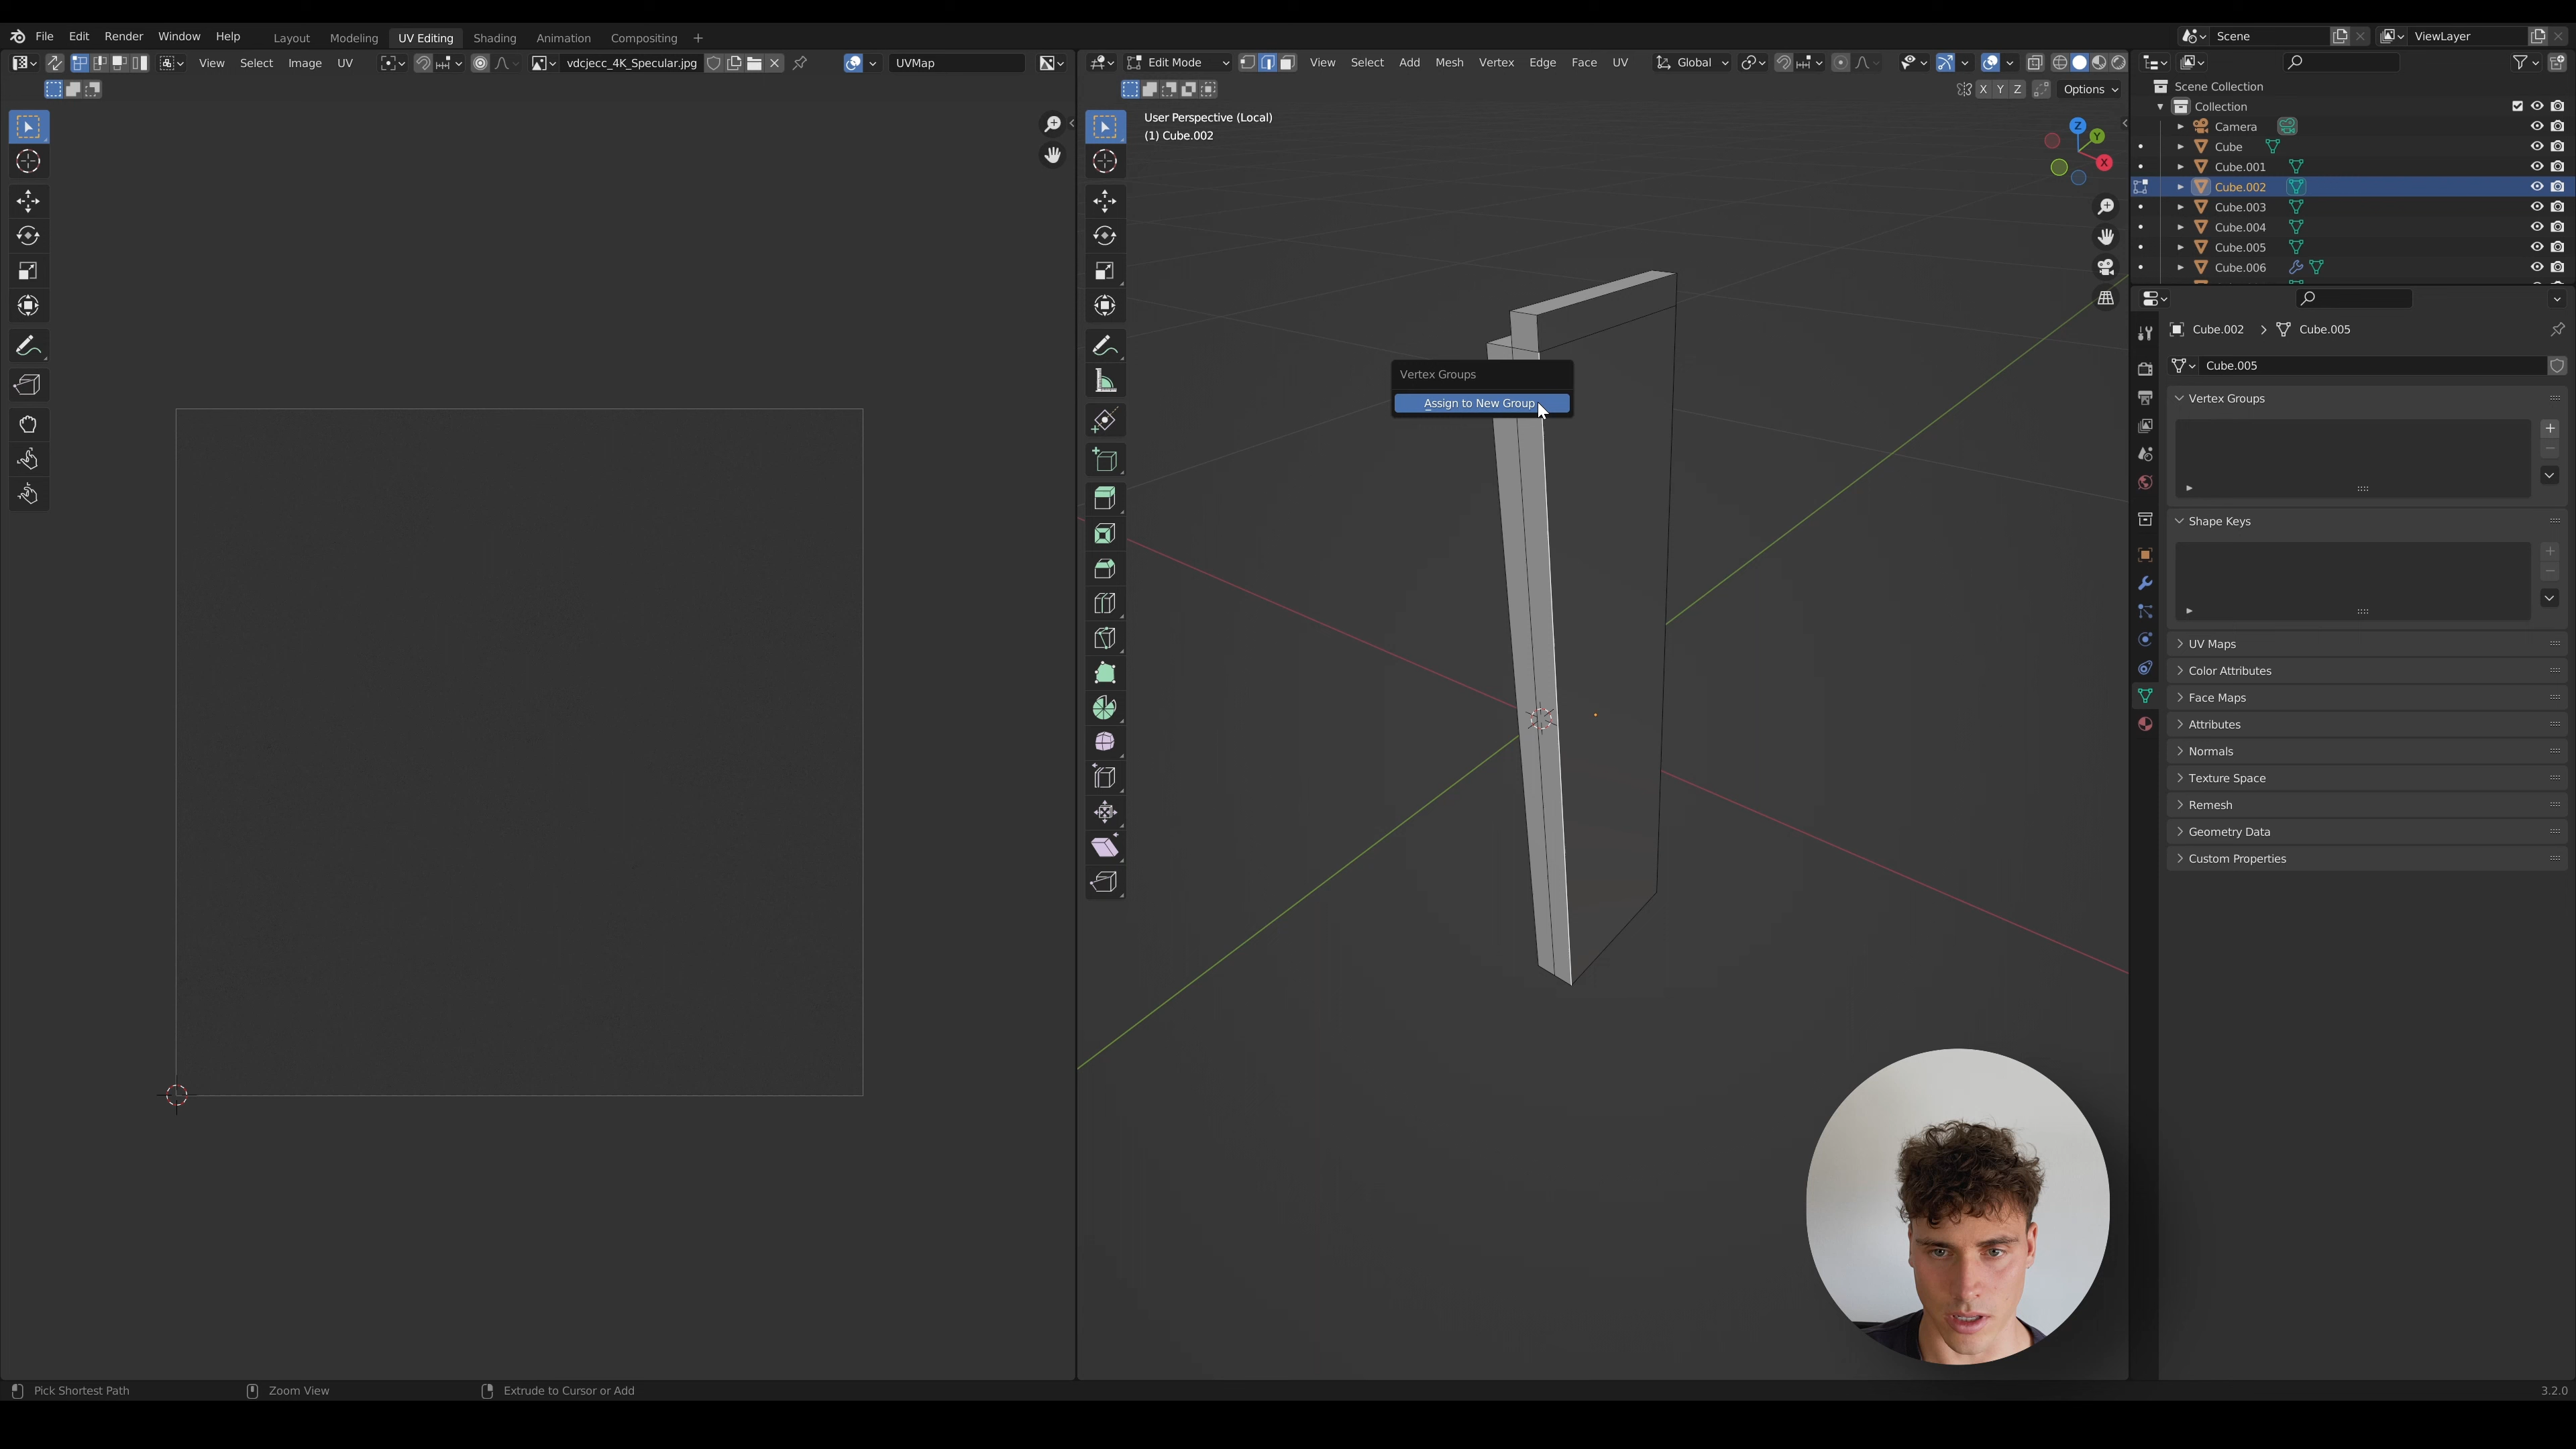 File Edit Render Window Help Layout Modeling UV Editing Shading Animation Compositing + Scene ViewLayer
View Select Image UV vdcjecc_4K_Specular.jpg UVMap
Edit Mode View Select Add Mesh Vertex Edge Face UV Global
X Y Z Options
User Perspective (Local)
(1) Cube.002
Z
Y
X
Vertex Groups
Assign to New Group
Scene Collection
Collection
Camera
Cube
Cube.001
Cube.002
Cube.003
Cube.004
Cube.005
Cube.006
Cube.002 > Cube.005
Cube.005
Vertex Groups
Shape Keys
UV Maps
Color Attributes
Face Maps
Attributes
Normals
Texture Space
Remesh
Geometry Data
Custom Properties
Pick Shortest Path Zoom View Extrude to Cursor or Add 3.2.0